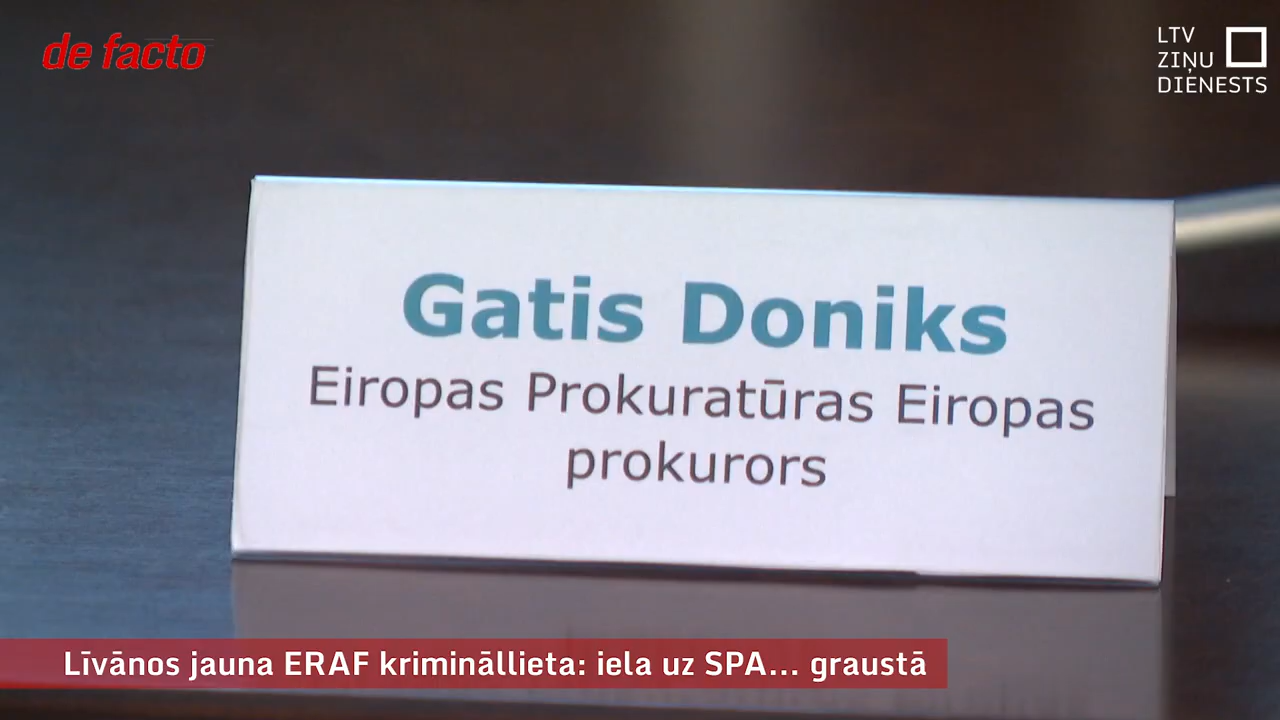 de facto
LTV
ZIŅU
DIENESTS
Gatis Doniks
Eiropas Prokuratūras Eiropas
prokurors
Līvānos jauna ERAF krimināllieta: iela uz SPA... graustā